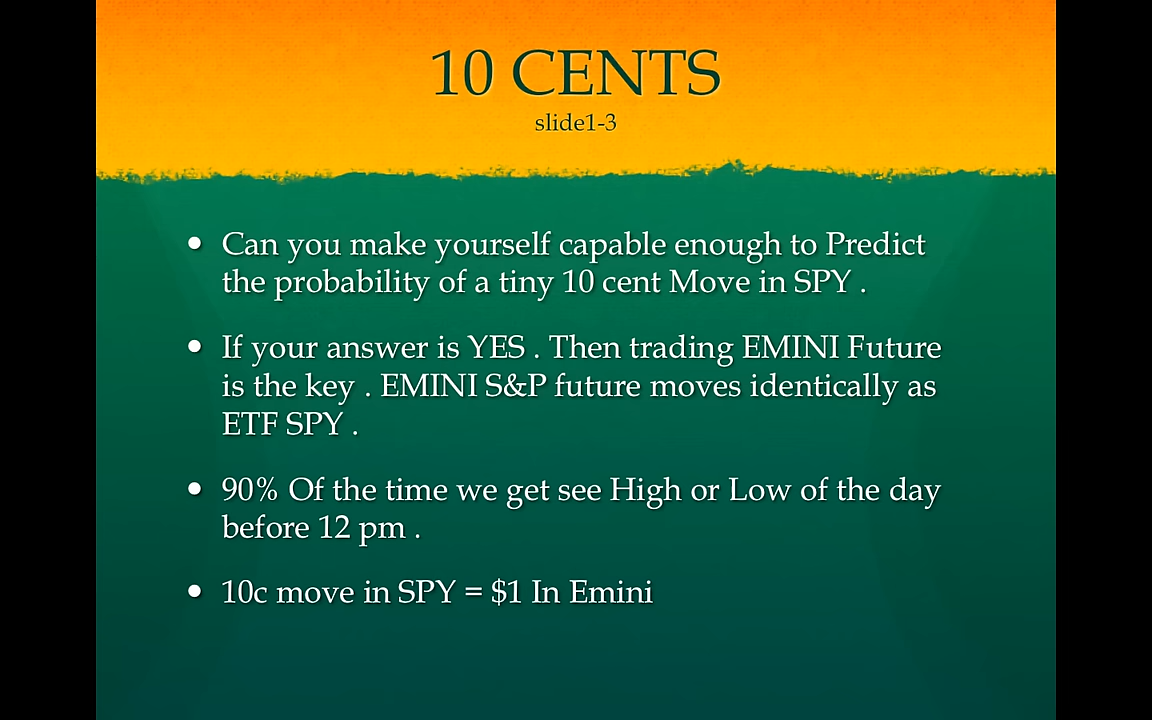 10 CENTS
slide1-3
• Can you make yourself capable enough to Predict
the probability of a tiny 10 cent Move in SPY .
• If your answer is YES . Then trading EMINI Future
is the key . EMINI S&P future moves identically as
ETF SPY .
• 90% Of the time we get see High or Low of the day
before 12 pm .
• 10c move in SPY = $1 In Emini